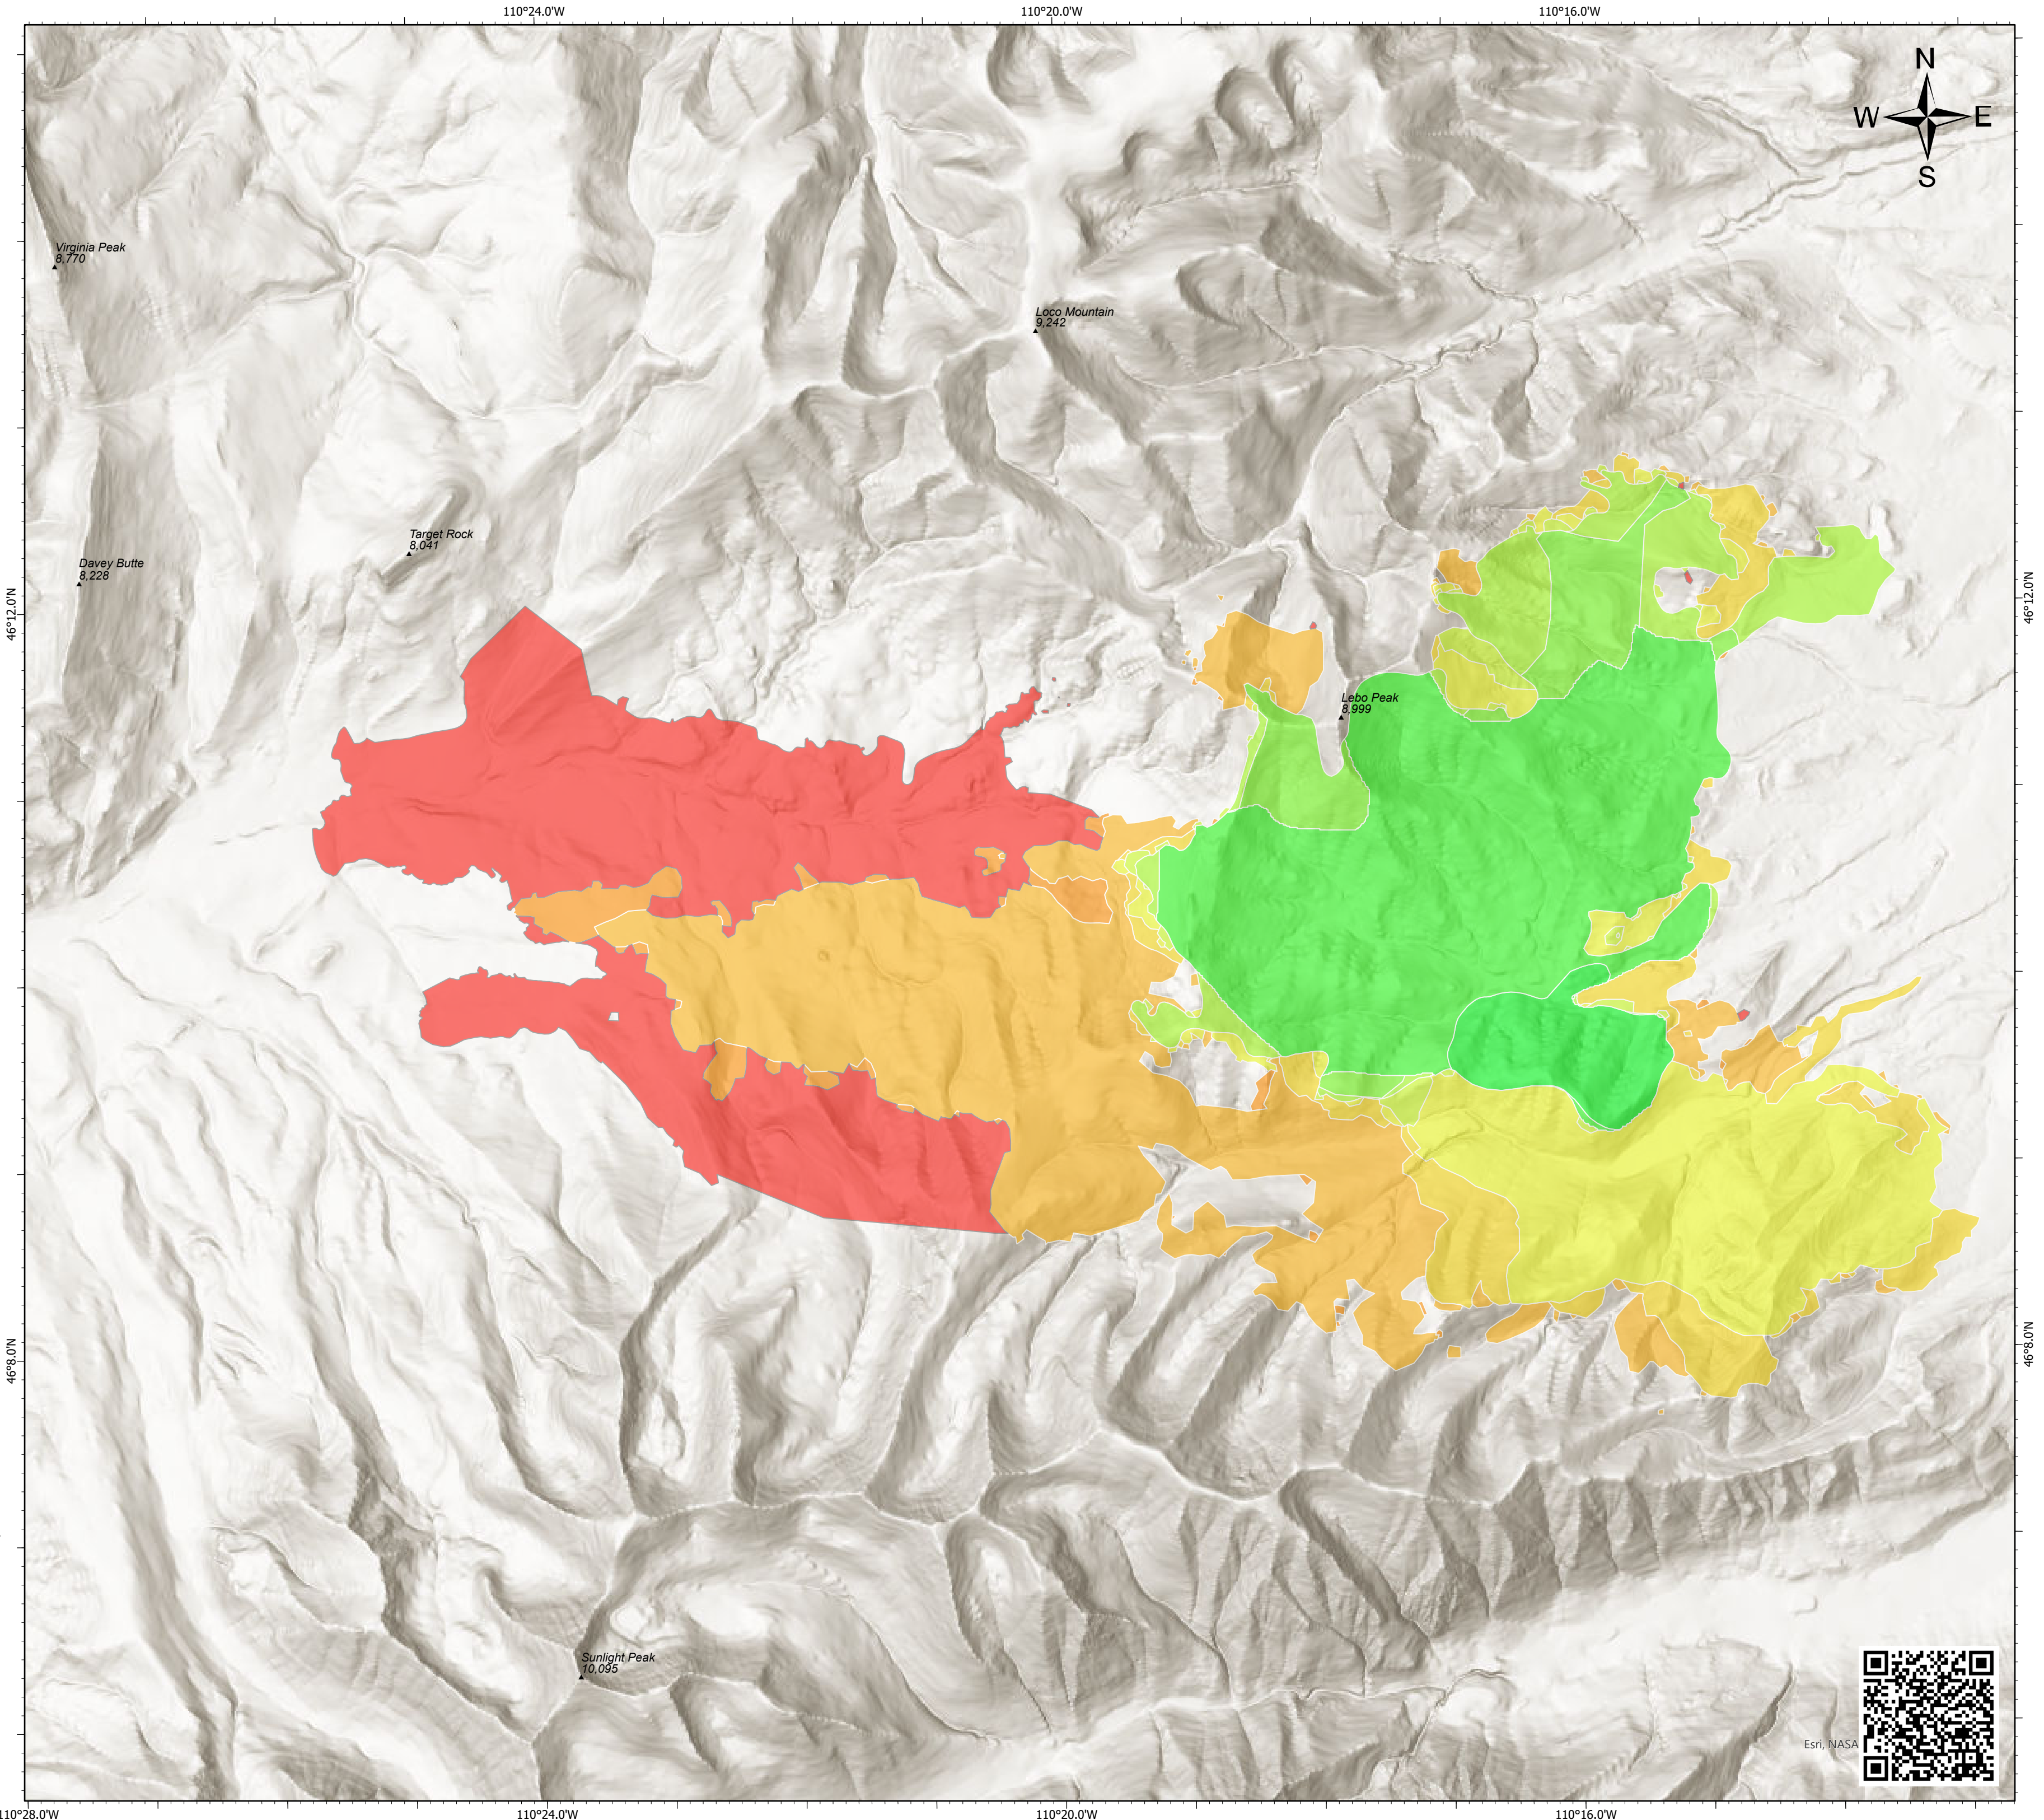 110°24.0'W 110°20.0'W 110°16.0'W
N
W E
S
Virginia Peak
8,770
Loco Mountain
9,242
Target Rock
8,041
Davey Butte
8,228
46°12.0'N 46°12.0'N
Lebo Peak
8,999
46°8.0'N 46°8.0'N
Sunlight Peak
10,095
Esri, NASA
110°28.0'W 110°24.0'W 110°20.0'W 110°16.0'W